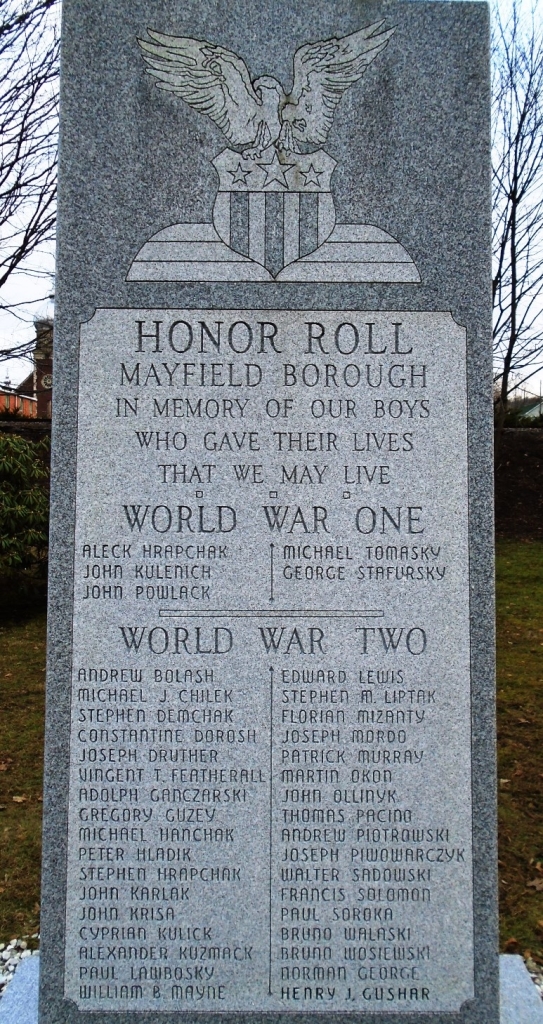 HONOR ROLL
MAYFIELD BOROUGH
IN MEMORY OF OUR BOYS
WHO GAVE THEIR LIVES
THAT WE MAY LIVE
WORLD WAR ONE
ALECK HRAPCHAK
JOHN KULENICH
JOHN POWLACK
MICHAEL TOMASKY
GEORGE STAFURSKY
WORLD WAR TWO
ANDREW BOLASH
MICHAEL J. CHILEK
STEPHEN DEMCHAK
CONSTANTINE DOROSH
JOSEPH DRUTHER
VINCENT T. FEATHERALL
ADOLPH GANCZARSKI
GREGORY GUZEY
MICHAEL HANCHAK
PETER HLADIK
STEPHEN HRAPCHAK
JOHN KARLAK
JOHN KRISA
CYPRIAN KULICK
ALEXANDER KUZMACK
PAUL LAWBOSKY
WILLIAM B. MAYNE
EDWARD LEWIS
STEPHEN M. LIPTAK
FLORIAN MIZANTY
JOSEPH MORDO
PATRICK MURRAY
MARTIN OKON
JOHN OLLINYK
THOMAS PACINO
ANDREW PIOTROWSKI
JOSEPH PIWOWARCZYK
WALTER SADOWSKI
FRANCIS SOLOMON
PAUL SOROKA
BRUNO WALASKI
BRUNO WOSIEWSKI
NORMAN GEORGE
HENRY J. GUSHAR